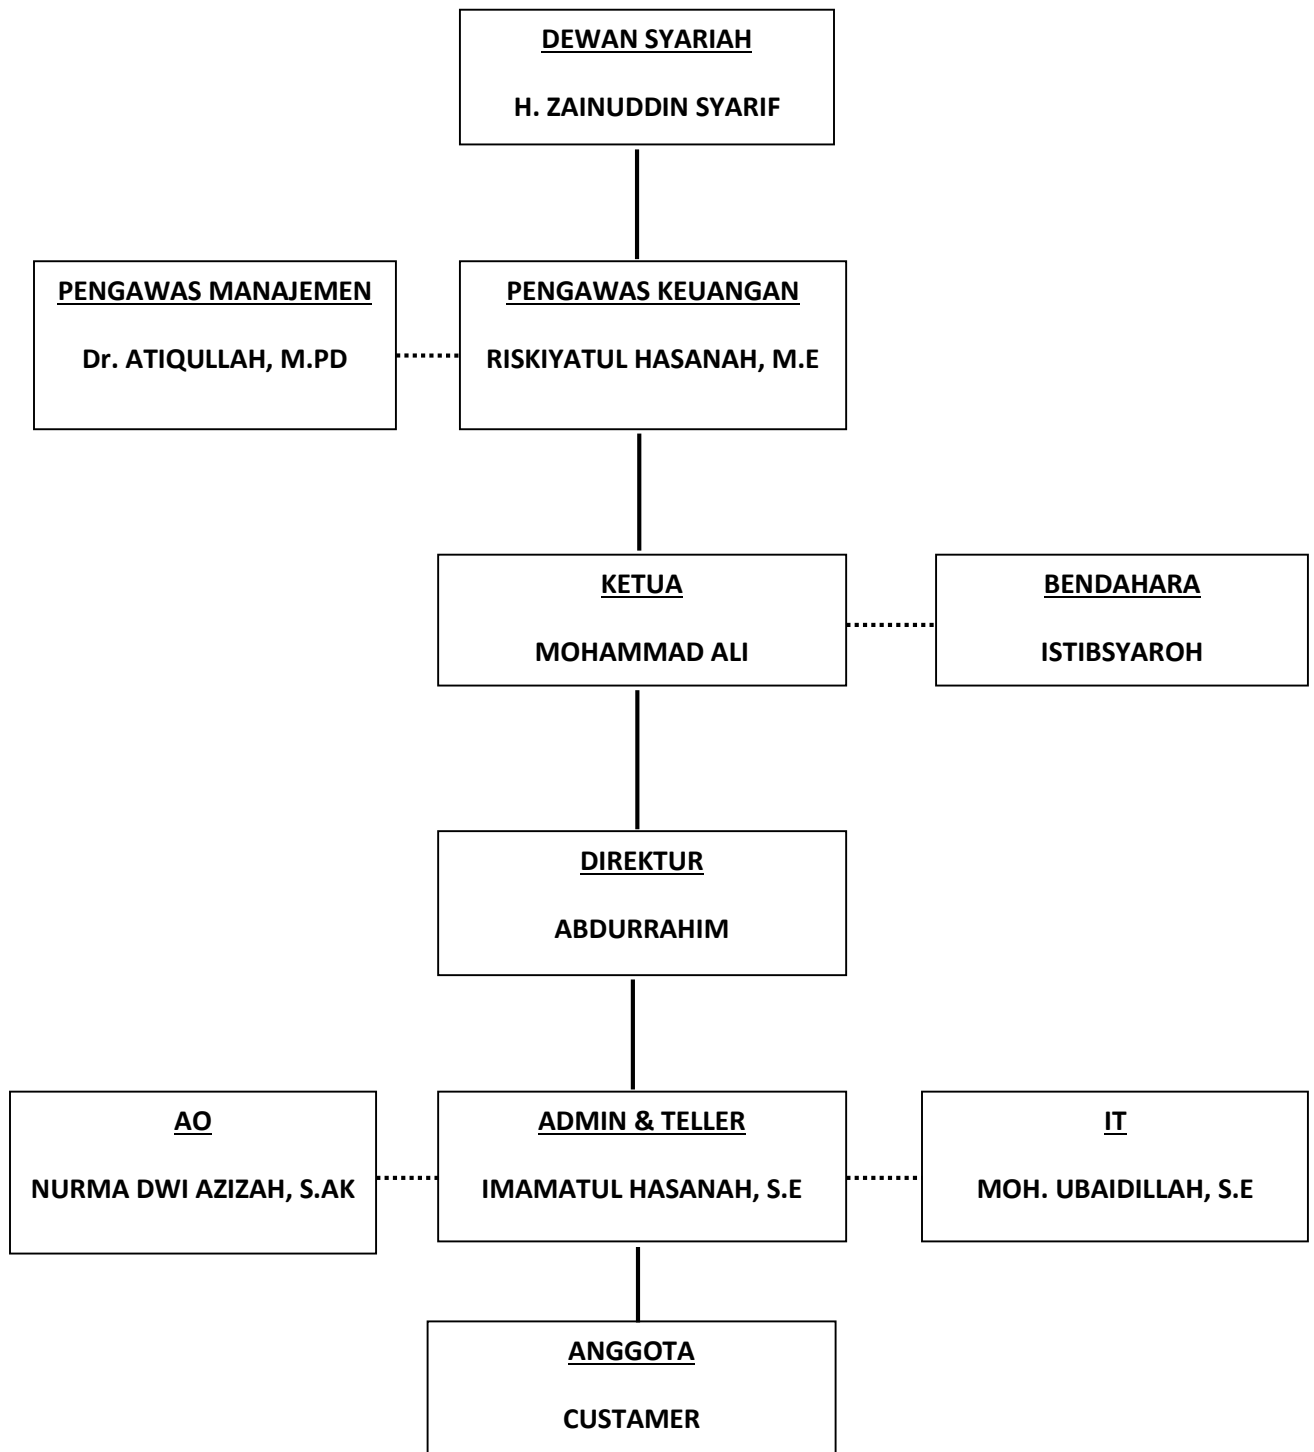 DEWAN SYARIAH
H. ZAINUDDIN SYARIF
PENGAWAS MANAJEMEN
Dr. ATIQULLAH, M.PD
PENGAWAS KEUANGAN
RISKIYATUL HASANAH, M.E
KETUA
MOHAMMAD ALI
BENDAHARA
ISTIBSYAROH
DIREKTUR
ABDURRAHIM
AO
NURMA DWI AZIZAH, S.AK
ADMIN & TELLER
IMAMATUL HASANAH, S.E
IT
MOH. UBAIDILLAH, S.E
ANGGOTA
CUSTAMER